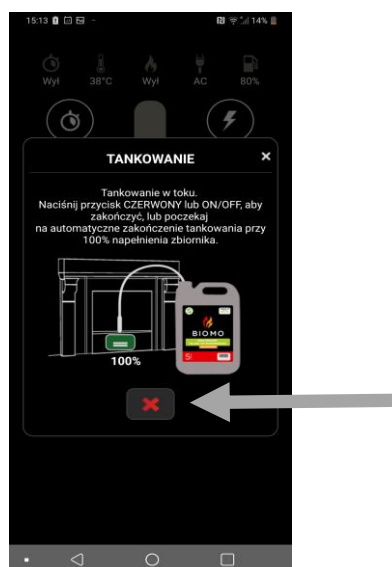 15:13
14%
Wył 38°C Wył AC 80%
TANKOWANIE ×
Tankowanie w toku.
Naciśnij przycisk CZERWONY lub ON/OFF, aby
zakończyć, lub poczekaj
na automatyczne zakończenie tankowania przy
100% napełnienia zbiornika.
BIOMO
100%